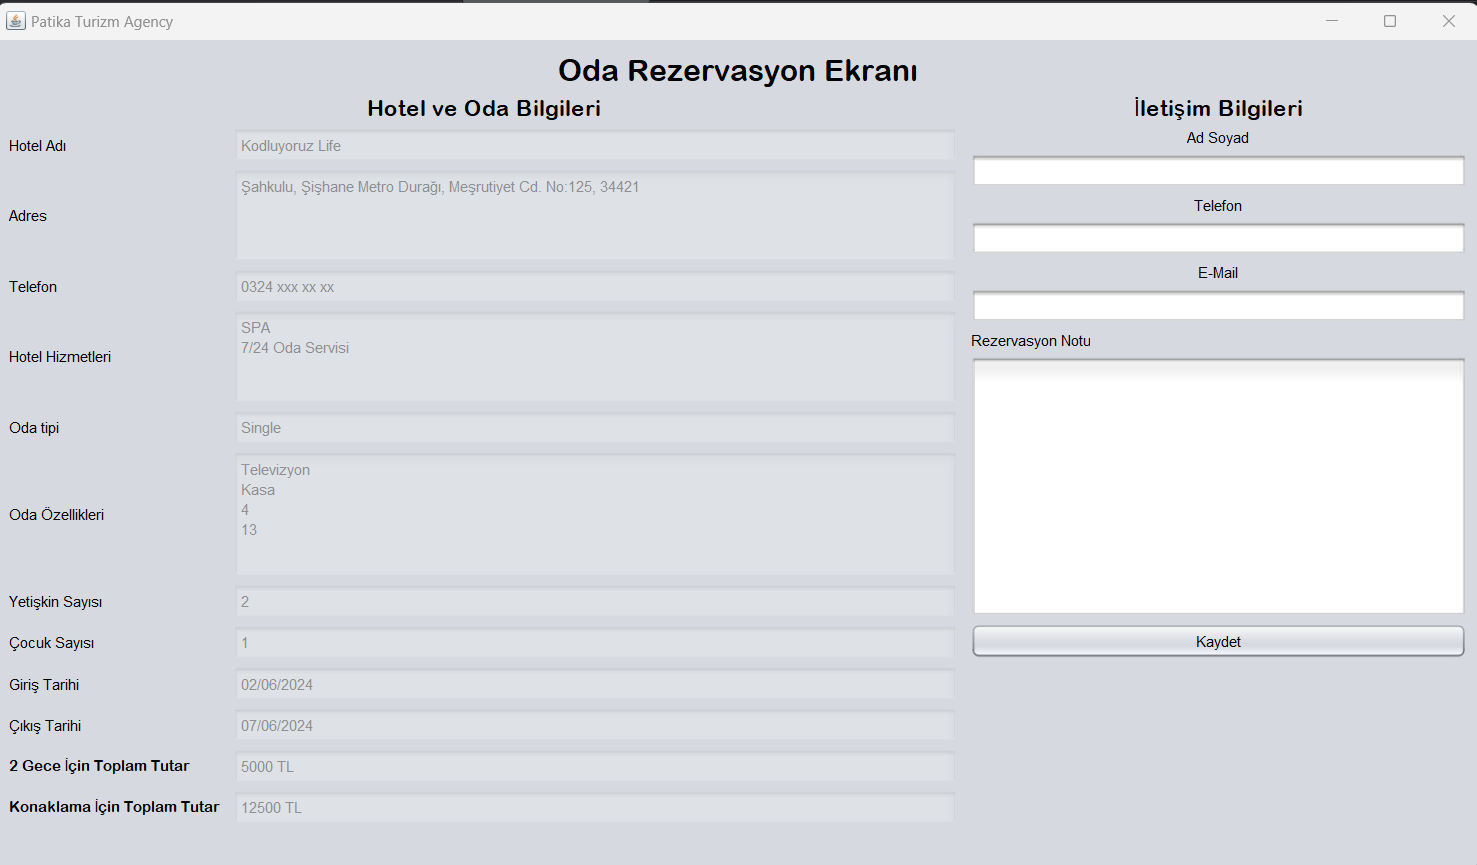 Patika Turizm Agency
Oda Rezervasyon Ekranı
Hotel ve Oda Bilgileri
Hotel Adı
Kodluyoruz Life
Adres
Şahkulu, Şişhane Metro Durağı, Meşrutiyet Cd. No:125, 34421
Telefon
0324 xxx xx xx
Hotel Hizmetleri
SPA
7/24 Oda Servisi
Oda tipi
Single
Oda Özellikleri
Televizyon
Kasa
4
13
Yetişkin Sayısı
2
Çocuk Sayısı
1
Giriş Tarihi
02/06/2024
Çıkış Tarihi
07/06/2024
2 Gece İçin Toplam Tutar
5000 TL
Konaklama İçin Toplam Tutar
12500 TL
İletişim Bilgileri
Ad Soyad
Telefon
E-Mail
Rezervasyon Notu
Kaydet